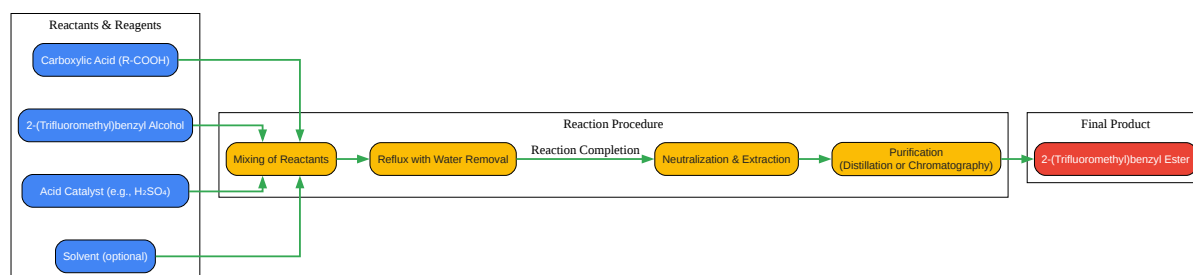 Reactants & Reagents
Carboxylic Acid (R-COOH)
2-(Trifluoromethyl)benzyl Alcohol
Acid Catalyst (e.g., H₂SO₄)
Solvent (optional)
Reaction Procedure
Mixing of Reactants
Reflux with Water Removal
Reaction Completion
Neutralization & Extraction
Purification
(Distillation or Chromatography)
Final Product
2-(Trifluoromethyl)benzyl Ester